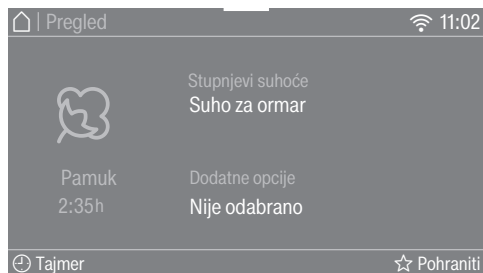 | Pregled 11:02
Stupnjevi suhoće
Suho za ormar
Pamuk
2:35h
Dodatne opcije
Nije odabrano
Tajmer Pohraniti